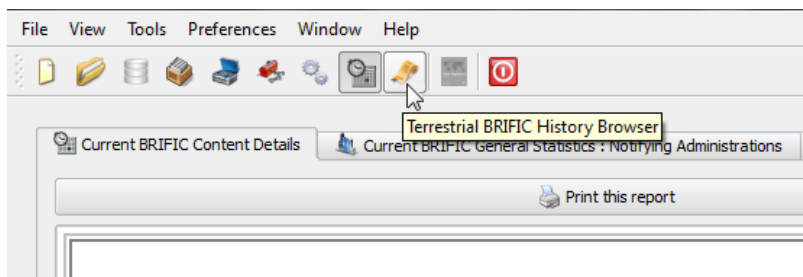 File View Tools Preferences Window Help
Terrestrial BRIFIC History Browser
Current BRIFIC Content Details
Current BRIFIC General Statistics : Notifying Administrations
Print this report